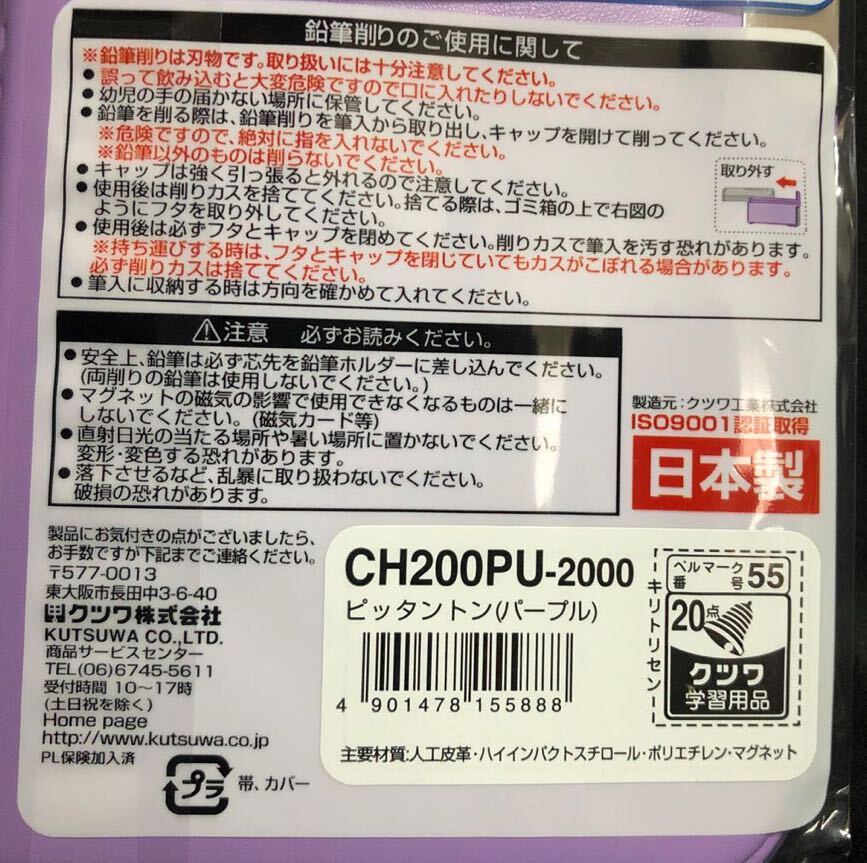 鉛筆削りのご使用に関して
※鉛筆削りは刃物です。取り扱いには十分注意してください。
●誤って飲み込むと大変危険ですので口に入れたりしないでください。
●幼児の手の届かない場所に保管してください。
●鉛筆を削る際は、鉛筆削りを筆入から取り出し、キャップを開けて削ってください。
※危険ですので、絶対に指を入れないでください。
※鉛筆以外のものは削らないでください。
●キャップは強く引っ張ると外れるので注意してください。
●使用後は削りカスを捨ててください。捨てる際は、ゴミ箱の上で右図の
ようにフタを取り外してください。
取り外す
●使用後は必ずフタとキャップを閉めてください。削りカスで筆入を汚す恐れがあります。
※持ち運びする時は、フタとキャップを閉じていてもカスがこぼれる場合があります。
必ず削りカスは捨ててください。
●筆入に収納する時は方向を確かめて入れてください。
⚠注意 必ずお読みください。
●安全上、鉛筆は必ず芯先を鉛筆ホルダーに差し込んでください。
(両削りの鉛筆は使用しないでください。)
●マグネットの磁気の影響で使用できなくなるものは一緒に
しないでください。(磁気カード等)
●直射日光の当たる場所や暑い場所に置かないでください。
変形・変色する恐れがあります。
●落下させるなど、乱暴に取り扱わないでください。
破損の恐れがあります。
製造元:クツワ工業株式会社
ISO9001認証取得
日本製
製品にお気付きの点がございましたら、
お手数ですが下記までご連絡ください。
〒577-0013
東大阪市長田中3-6-40
クツワ株式会社
KUTSUWA CO.,LTD.
商品サービスセンター
TEL(06)6745-5611
受付時間 10～17時
(土日祝を除く)
Home page
http://www.kutsuwa.co.jp
PL保険加入済
プラ
帯、カバー
CH200PU-2000
ピッタントン(パープル)
4 901478 155888
主要材質:人工皮革・ハイインパクトスチロール・ポリエチレン・マグネット
キリトリセン
ベルマーク
番号 55
20点
クツワ
学習用品